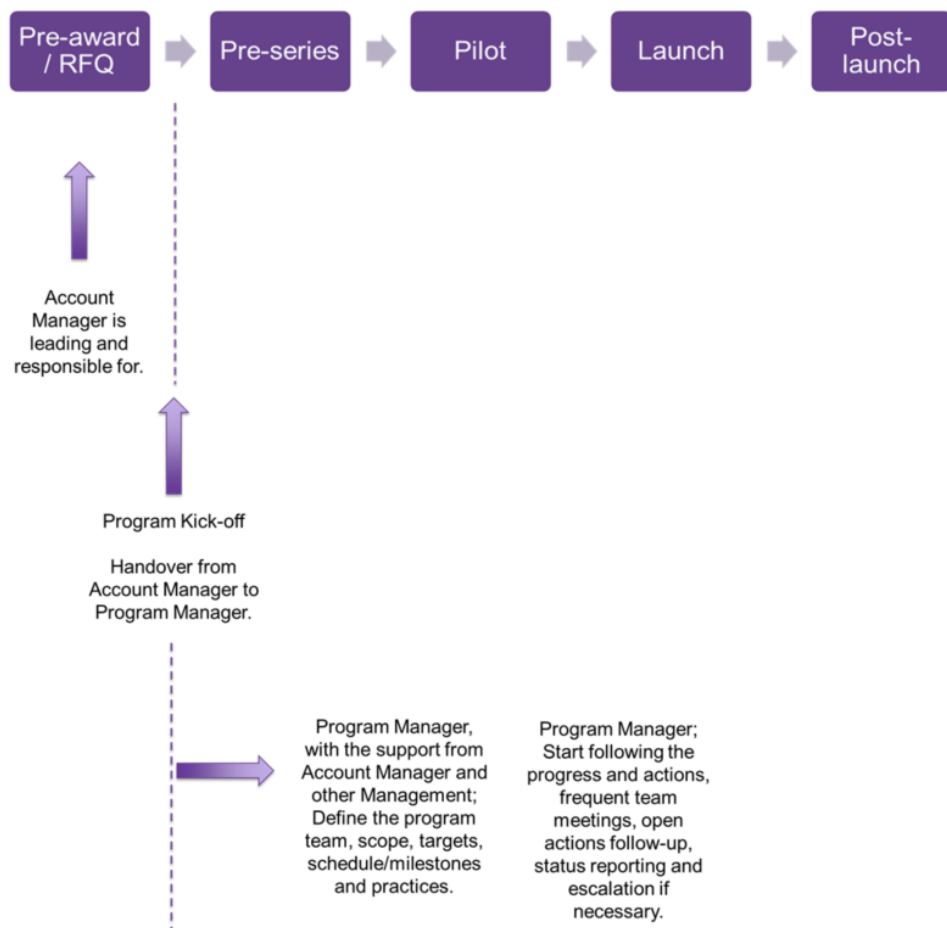 Pre-award
/ RFQ
Pre-series
Pilot
Launch
Post-
launch
Account
Manager is
leading and
responsible for.
Program Kick-off
Handover from
Account Manager to
Program Manager.
Program Manager,
with the support from
Account Manager and
other Management;
Define the program
team, scope, targets,
schedule/milestones
and practices.
Program Manager;
Start following the
progress and actions,
frequent team
meetings, open
actions follow-up,
status reporting and
escalation if
necessary.